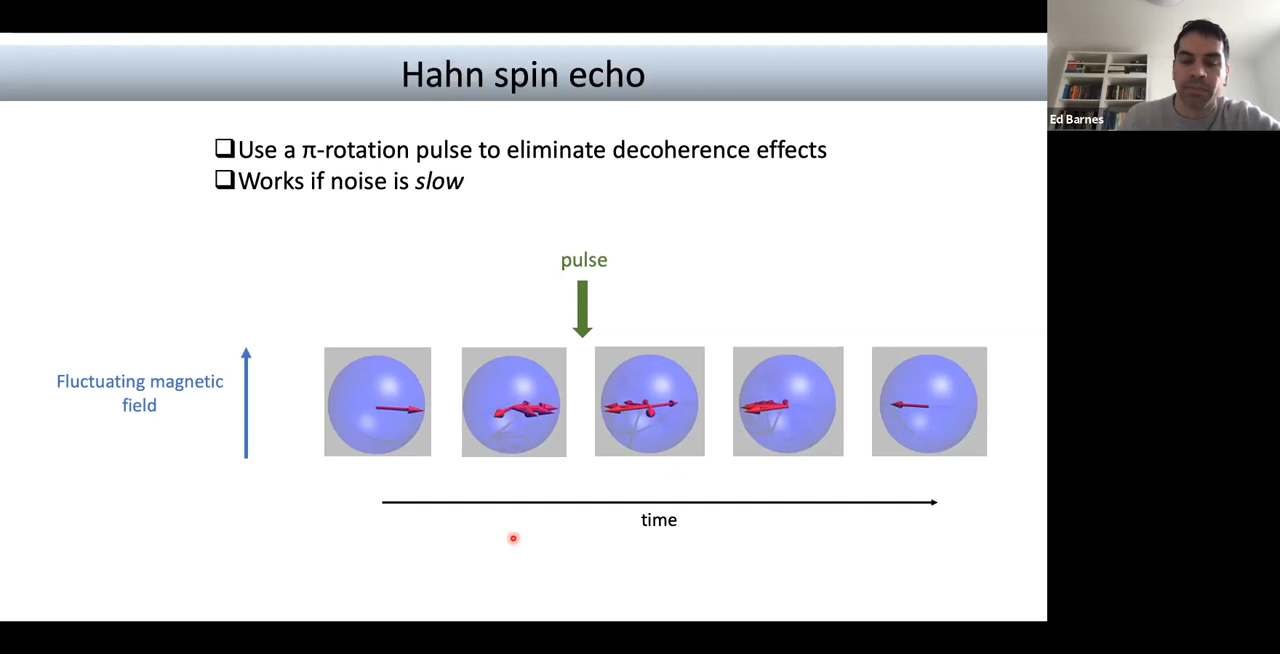 Hahn spin echo
Use a π-rotation pulse to eliminate decoherence effects
Works if noise is slow
pulse
Fluctuating magnetic
field
time
Ed Barnes